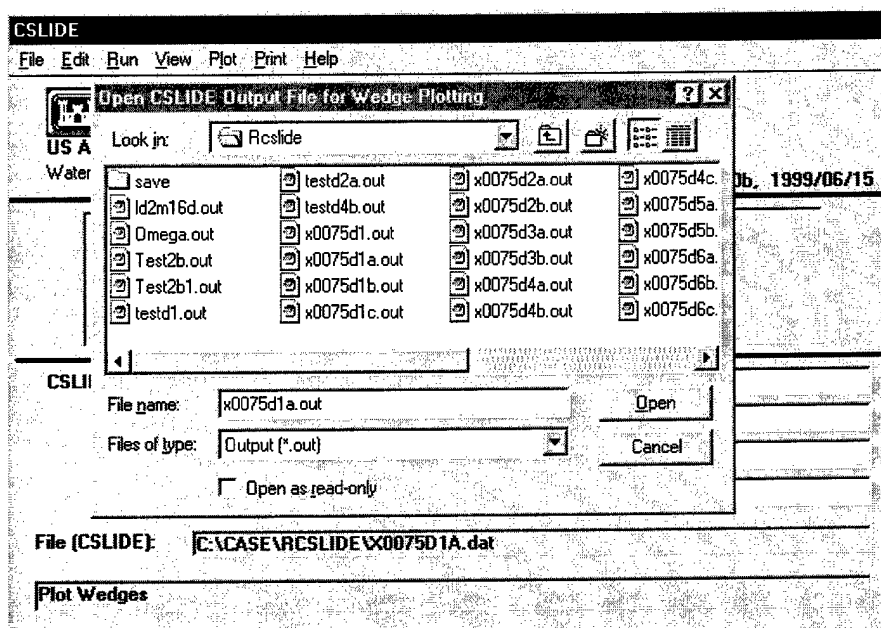 CSLIDE
File Edit Run View Plot Print Help
Open CSLIDE Output File for Wedge Plotting
Look in: Rcslide
US A
Water
0b, 1999/06/15
save testd2a.out x0075d2a.out x0075d4c.
ld2m16d.out testd4b.out x0075d2b.out x0075d5a.
Omega.out x0075d1.out x0075d3a.out x0075d5b.
Test2b.out x0075d1a.out x0075d3b.out x0075d6a.
Test2b1.out x0075d1b.out x0075d4a.out x0075d6b.
testd1.out x0075d1c.out x0075d4b.out x0075d6c.
CSLI
File name: x0075d1a.out Open
Files of type: Output (*.out) Cancel
Open as read-only
File (CSLIDE): C:\CASE\RCSLIDE\X0075D1A.dat
Plot Wedges